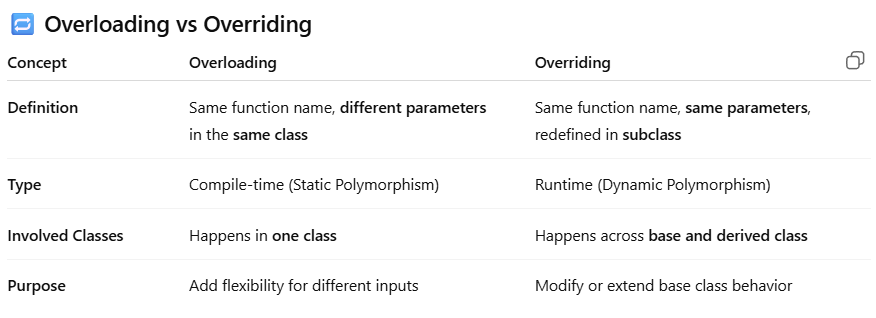 🔁 Overloading vs Overriding
Concept Overloading Overriding
Definition Same function name, different parameters Same function name, same parameters,
in the same class redefined in subclass
Type Compile-time (Static Polymorphism) Runtime (Dynamic Polymorphism)
Involved Classes Happens in one class Happens across base and derived class
Purpose Add flexibility for different inputs Modify or extend base class behavior